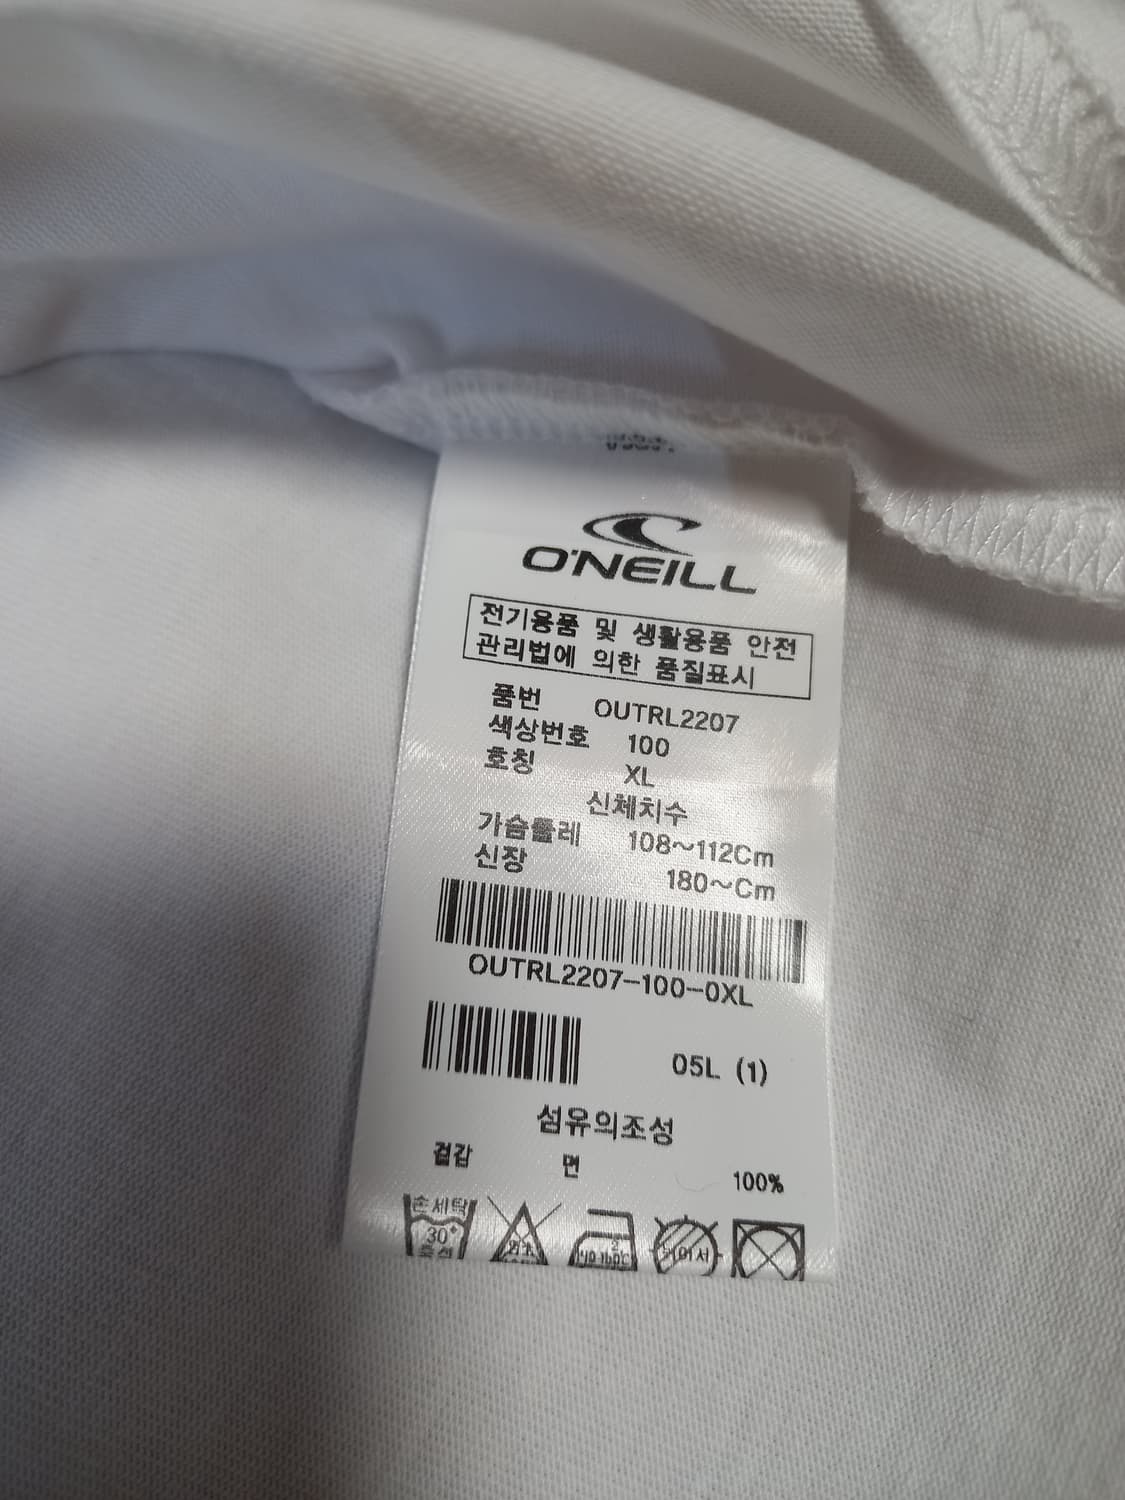 O'NEILL
전기용품 및 생활용품 안전
관리법에 의한 품질표시
품번 OUTRL2207
색상번호 100
호칭 XL
신체치수
가슴둘레 108~112Cm
신장 180~Cm
OUTRL2207-100-0XL
05L (1)
섬유의조성
겉감 면 100%
손세탁
30°
중성